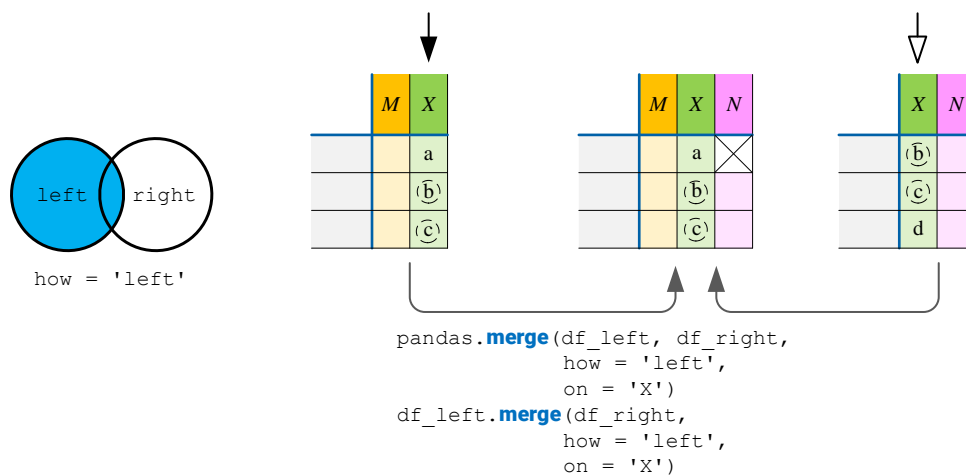 M X
M X N
X N
a
a
b
b
b
c
c
c
d
left right
how = 'left'
pandas.merge(df_left, df_right,
how = 'left',
on = 'X')
df_left.merge(df_right,
how = 'left',
on = 'X')